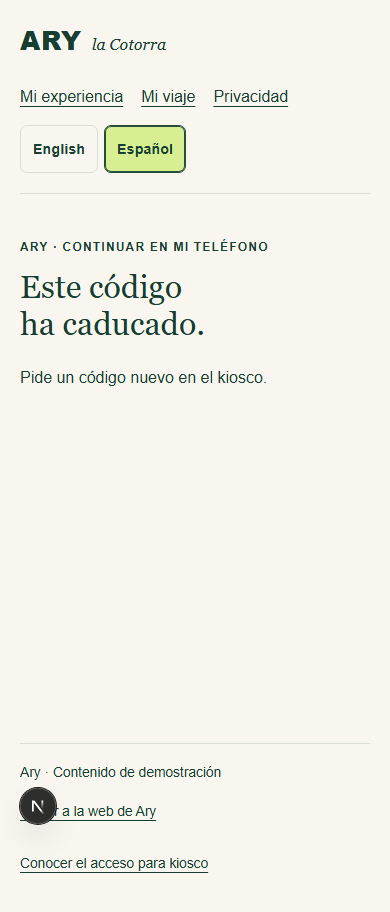 ARY la Cotorra
Mi experiencia Mi viaje Privacidad
English Español
ARY · CONTINUAR EN MI TELÉFONO
Este código
ha caducado.
Pide un código nuevo en el kiosco.
Ary · Contenido de demostración
N
a la web de Ary
Conocer el acceso para kiosco